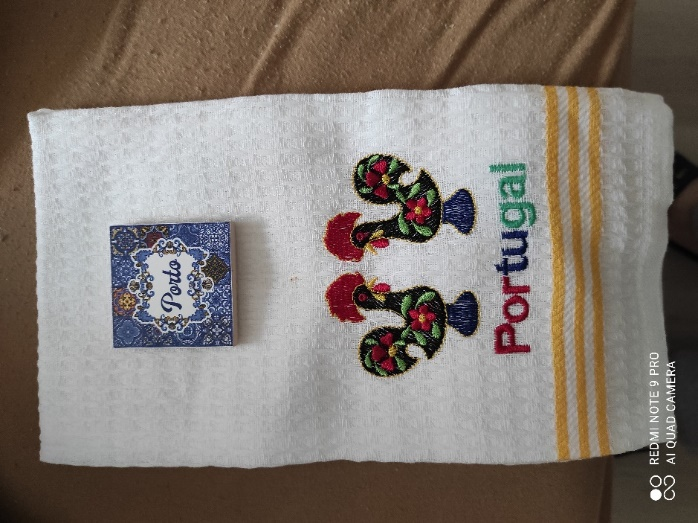 Porto
Portugal
REDMI NOTE 9 PRO
AI QUAD CAMERA